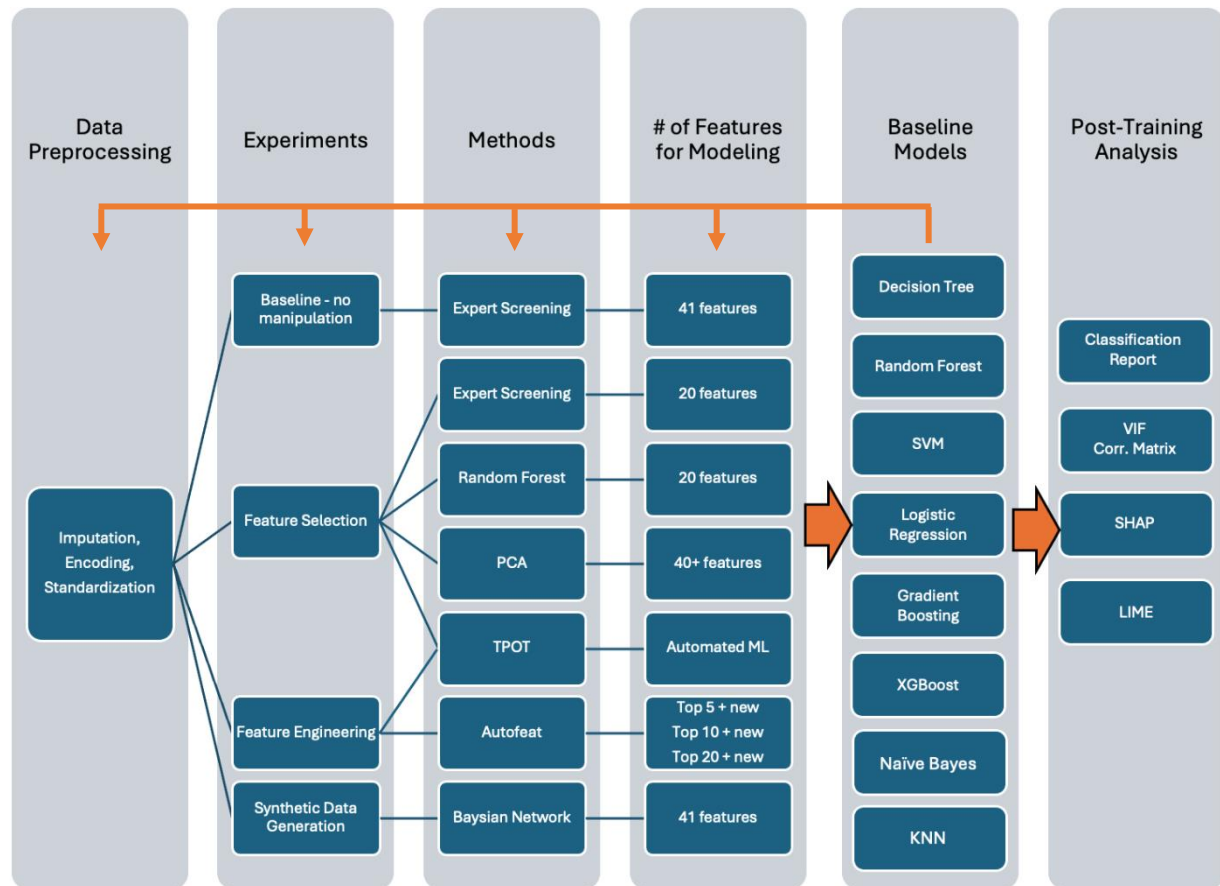 Data
Preprocessing
Experiments
Methods
# of Features
for Modeling
Baseline
Models
Post-Training
Analysis
Imputation,
Encoding,
Standardization
Baseline - no
manipulation
Feature Selection
Feature Engineering
Synthetic Data
Generation
Expert Screening
Expert Screening
Random Forest
PCA
TPOT
Autofeat
Baysian Network
41 features
20 features
20 features
40+ features
Automated ML
Top 5 + new
Top 10 + new
Top 20 + new
41 features
Decision Tree
Random Forest
SVM
Logistic
Regression
Gradient
Boosting
XGBoost
Naïve Bayes
KNN
Classification
Report
VIF
Corr. Matrix
SHAP
LIME